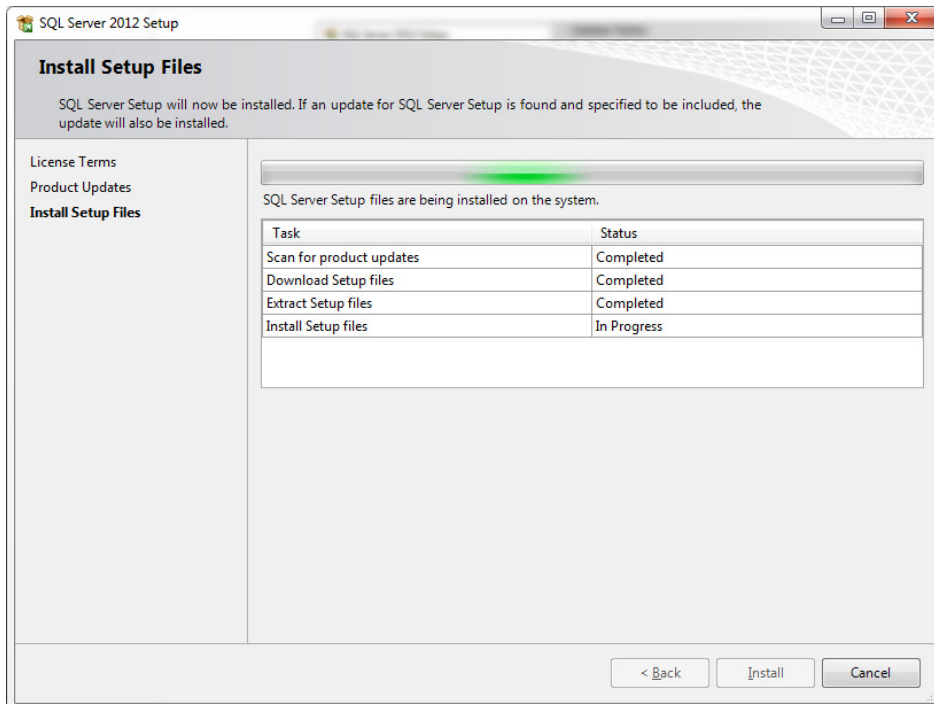 SQL Server 2012 Setup
Install Setup Files
SQL Server Setup will now be installed. If an update for SQL Server Setup is found and specified to be included, the
update will also be installed.
License Terms
Product Updates
Install Setup Files
SQL Server Setup files are being installed on the system.
Task Status
Scan for product updates Completed
Download Setup files Completed
Extract Setup files Completed
Install Setup files In Progress
< Back Install Cancel